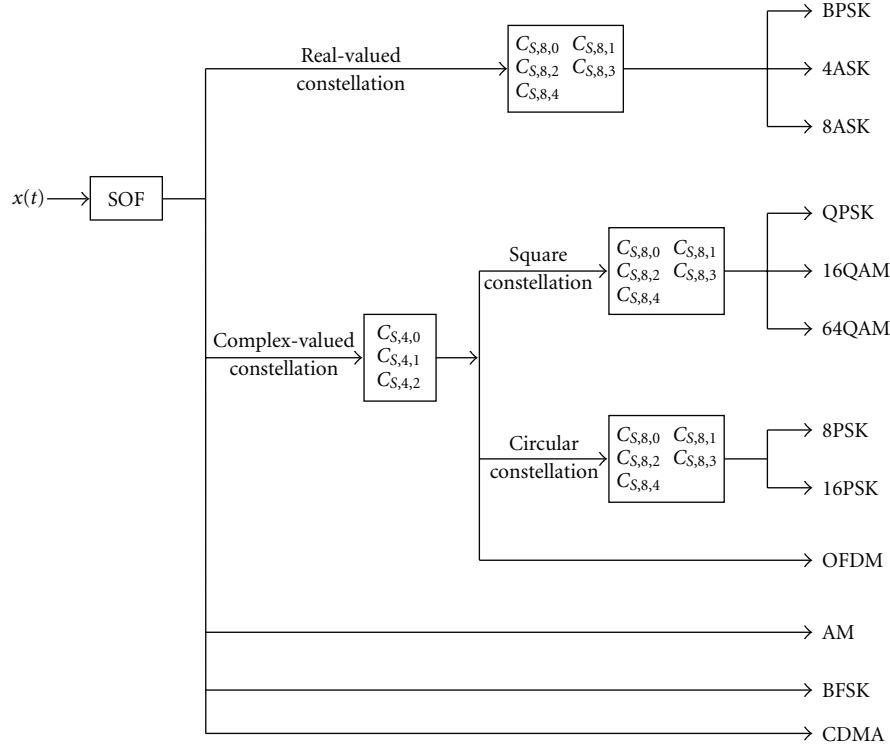 BPSK
Real-valued
constellation
C_{S,8,0} C_{S,8,1}
C_{S,8,2} C_{S,8,3}
C_{S,8,4}
4ASK
8ASK
x(t)
SOF
QPSK
Square
constellation
C_{S,8,0} C_{S,8,1}
C_{S,8,2} C_{S,8,3}
C_{S,8,4}
16QAM
64QAM
Complex-valued
constellation
C_{S,4,0}
C_{S,4,1}
C_{S,4,2}
Circular
constellation
C_{S,8,0} C_{S,8,1}
C_{S,8,2} C_{S,8,3}
C_{S,8,4}
8PSK
16PSK
OFDM
AM
BFSK
CDMA